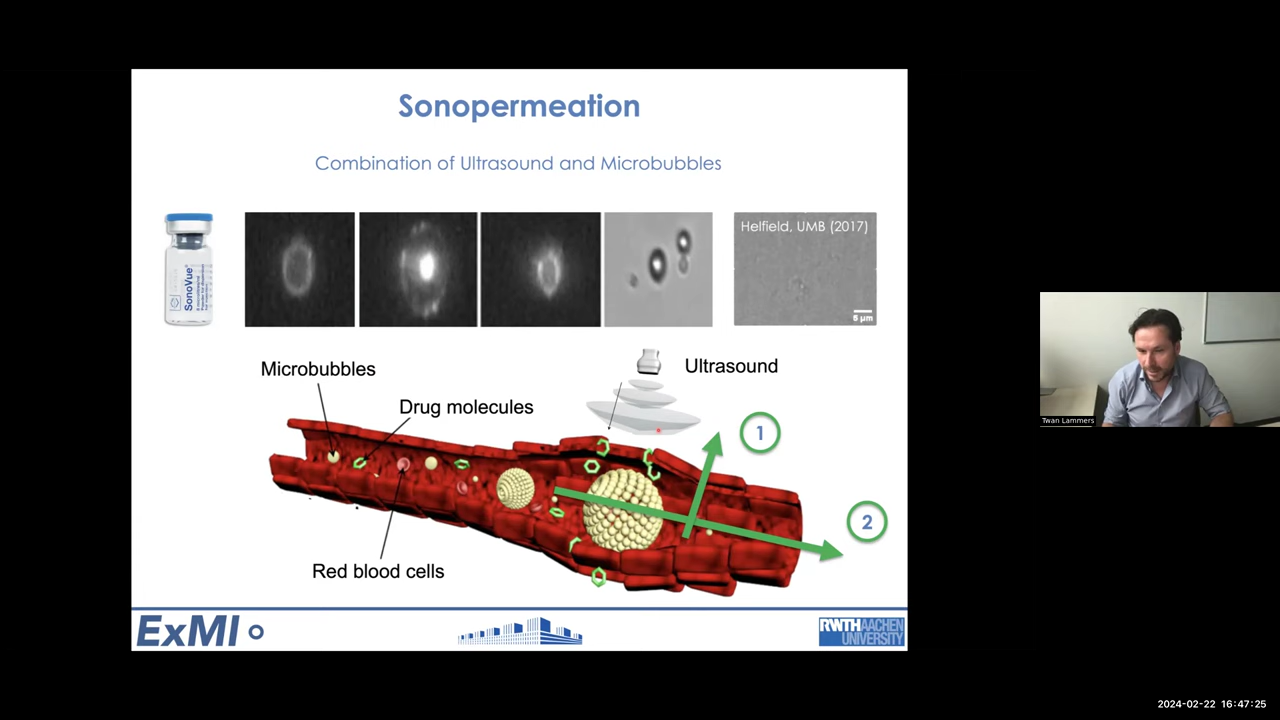 Sonopermeation
Combination of Ultrasound and Microbubbles
SonoVue®
Helfield, UMB (2017)
5 µm
Microbubbles
Ultrasound
Drug molecules
1
2
Red blood cells
ExMI
RWTHAACHEN
UNIVERSITY
Twan Lammers
2024-02-22 16:47:25